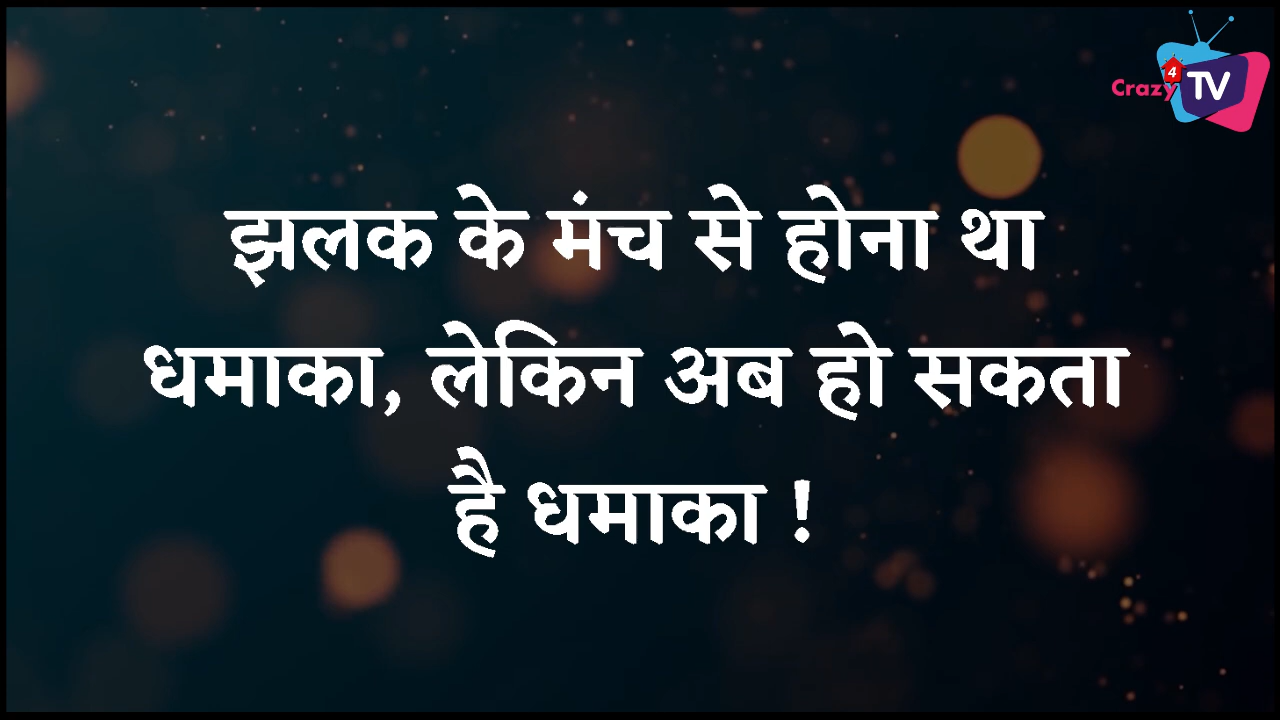 Crazy 4 TV
झलक के मंच से होना था
धमाका, लेकिन अब हो सकता
है धमाका !